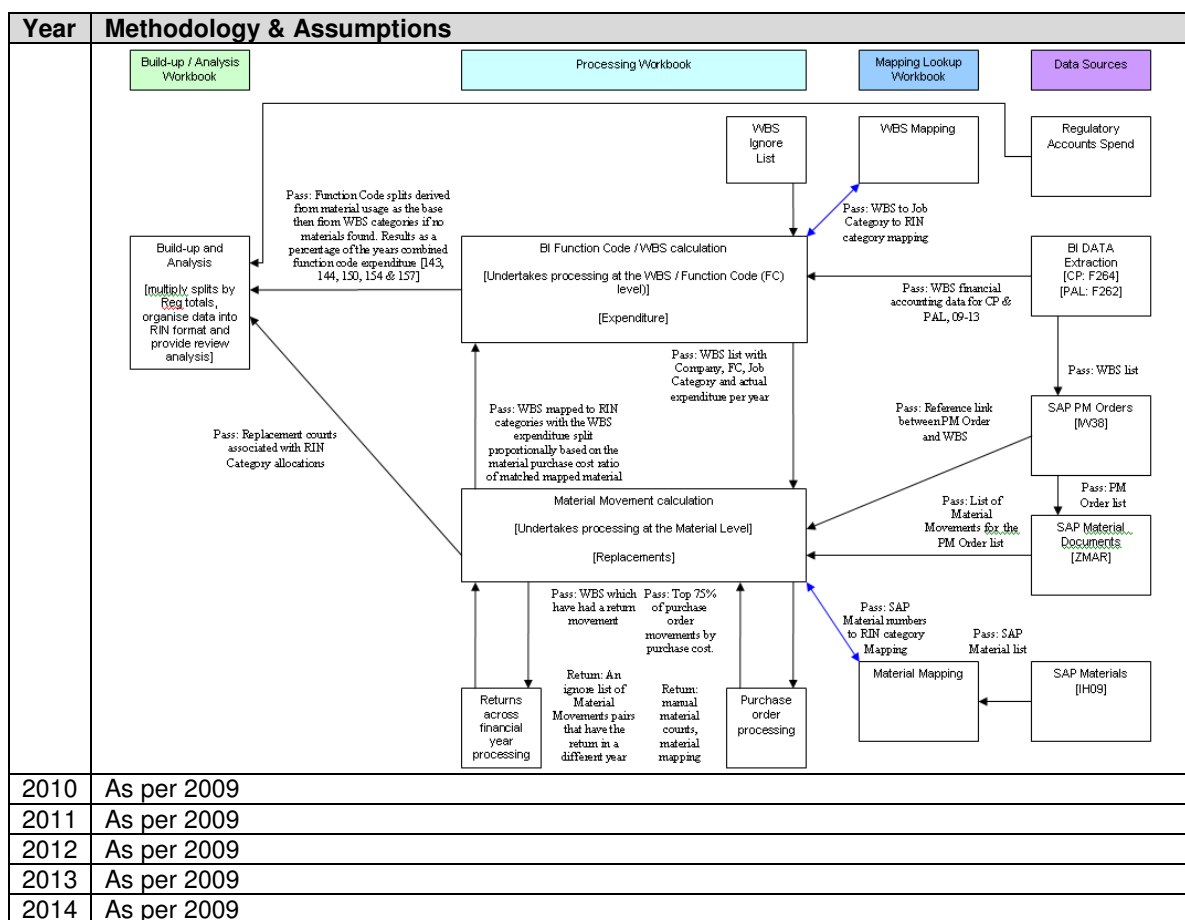 Year Methodology & Assumptions
Build-up / Analysis
Workbook
Processing Workbook
Mapping Lookup
Workbook
Data Sources
WBS
Ignore
List
WBS Mapping
Regulatory
Accounts Spend
Pass: Function Code splits derived
from material usage as the base
then from WBS categories if no
materials found. Results as a
percentage of the years combined
function code expenditure [143,
144, 150, 154 & 157]
Pass: WBS to Job
Category to RIN
category mapping
Build-up and
Analysis
[multiply splits by
Reg totals,
organise data into
RIN format and
provide review
analysis]
BI Function Code / WBS calculation
[Undertakes processing at the WBS / Function Code (FC)
level)]
[Expenditure]
BI DATA
Extraction
[CP: F264]
[PAL: F262]
Pass: WBS financial
accounting data for CP &
PAL, 09-13
Pass: WBS list with
Company, FC, Job
Category and actual
expenditure per year
Pass: WBS list
Pass: WBS mapped to RIN
categories with the WBS
expenditure split
proportionally based on the
material purchase cost ratio
of matched mapped material
Pass: Reference link
between PM Order
and WBS
SAP PM Orders
[IW38]
Pass: Replacement counts
associated with RIN
Category allocations
Pass: PM
Order list
Material Movement calculation
[Undertakes processing at the Material Level]
[Replacements]
Pass: List of
Material
Movements for the
PM Order list
SAP Material
Documents
[ZMAR]
Pass: WBS which
have had a return
movement
Pass: Top 75%
of purchase
order
movements by
purchase cost.
Pass: SAP
Material numbers
to RIN category
Mapping
Pass: SAP
Material list
Returns
across
financial
year
processing
Return: An
ignore list of
Material
Movements pairs
that have the
return in a
different year
Return:
manual
material
counts,
material
mapping
Purchase
order
processing
Material Mapping
SAP Materials
[IH09]
2010 As per 2009
2011 As per 2009
2012 As per 2009
2013 As per 2009
2014 As per 2009